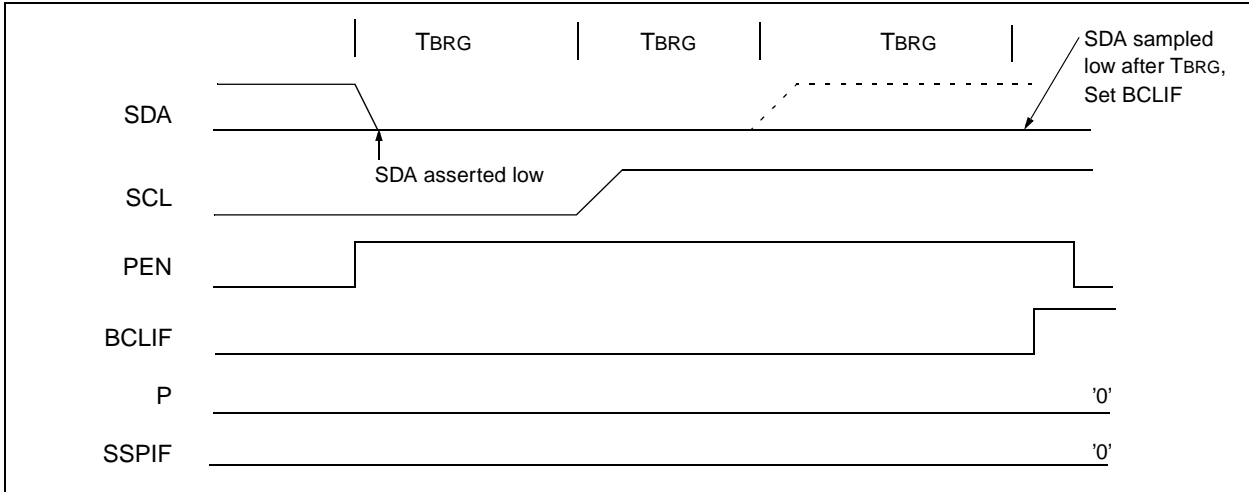 TBRG TBRG TBRG
SDA sampled
low after TBRG,
Set BCLIF
SDA
SDA asserted low
SCL
PEN
BCLIF
P '0'
SSPIF '0'